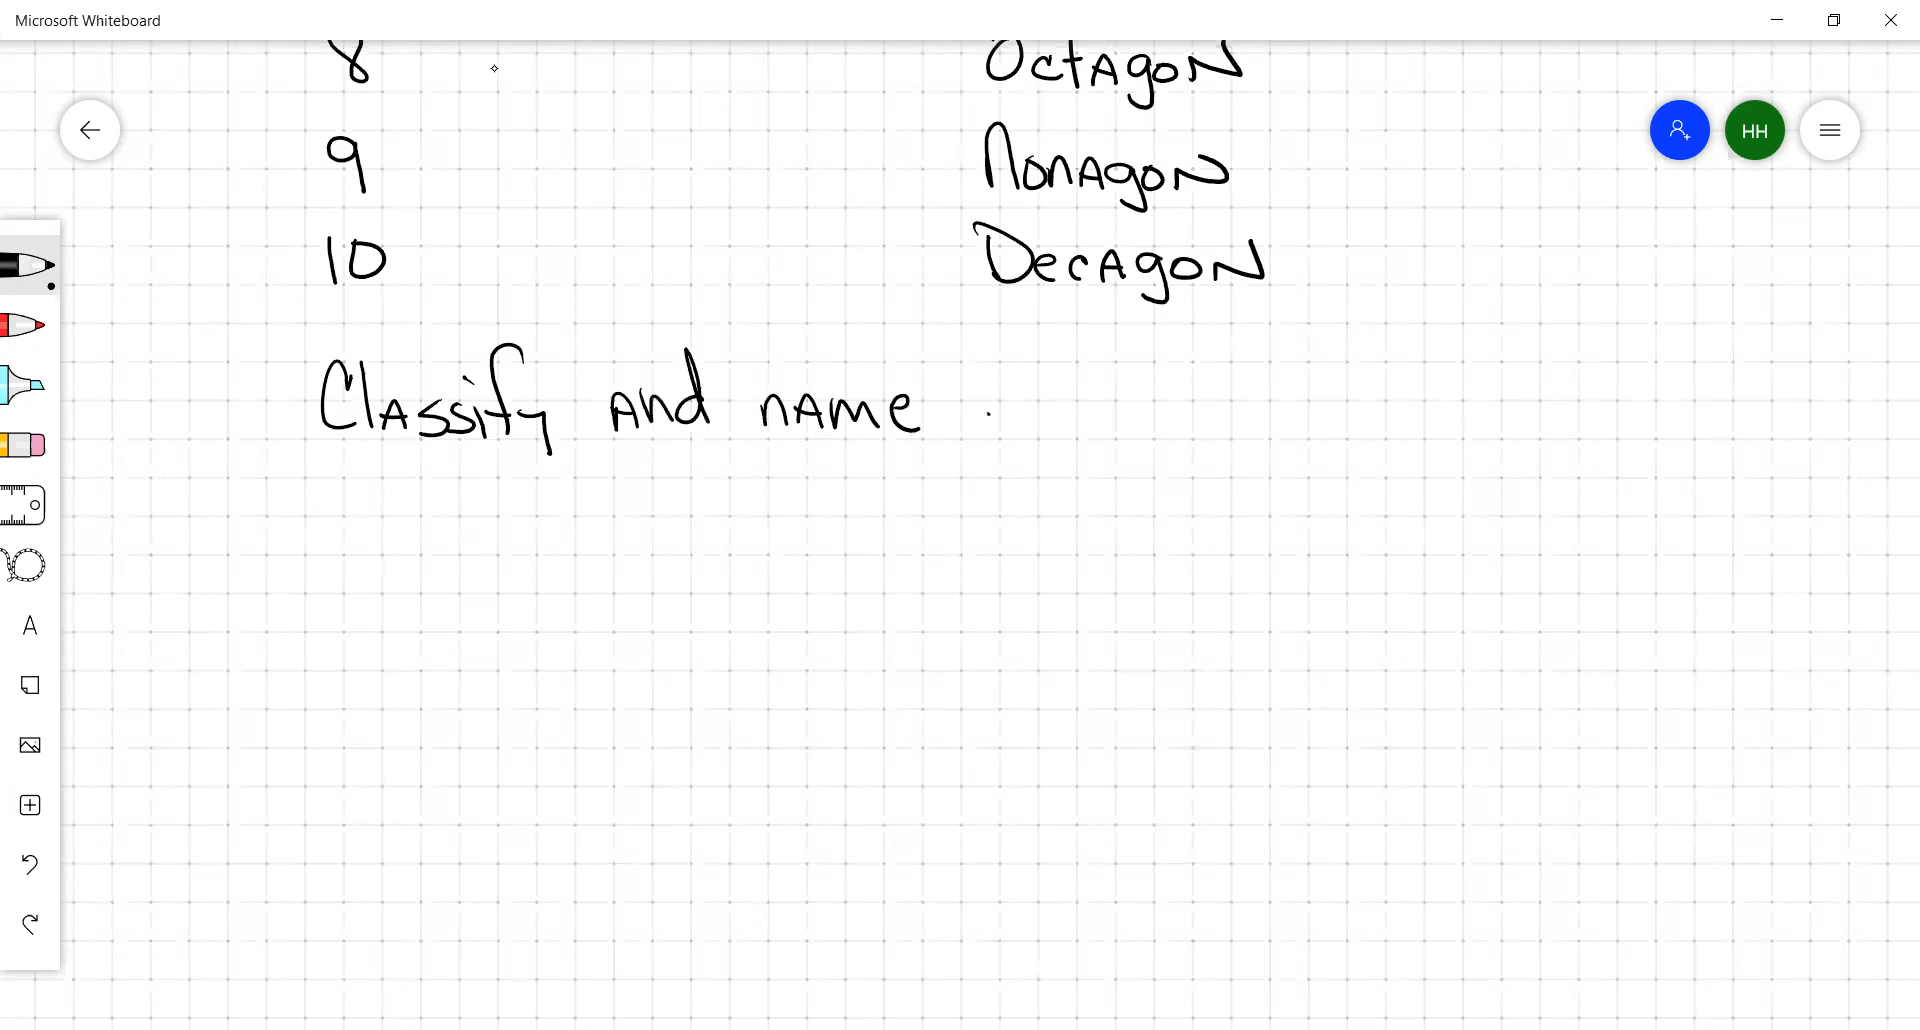 Microsoft Whiteboard
8 Octagon
HH
9 Nonagon
10 Decagon
Classify and name .
A